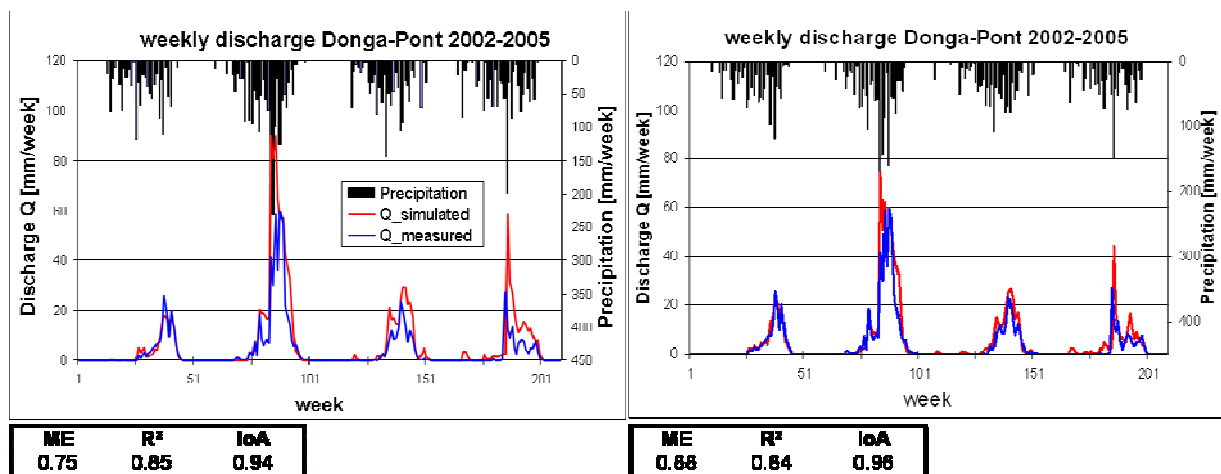 weekly discharge Donga-Pont 2002-2005
120
100
80
60
40
20
0
Discharge Q [mm/week]
0
50
100
150
200
250
300
350
400
450
Precipitation [mm/week]
Precipitation
Q_simulated
Q_measured
1
51
101
151
201
week
ME R² IoA
0.75 0.85 0.94
weekly discharge Donga-Pont 2002-2005
120
100
80
60
40
20
0
Discharge Q [mm/week]
0
100
200
300
400
Precipitation [mm/week]
1
51
101
151
201
week
ME R² IoA
0.88 0.84 0.96